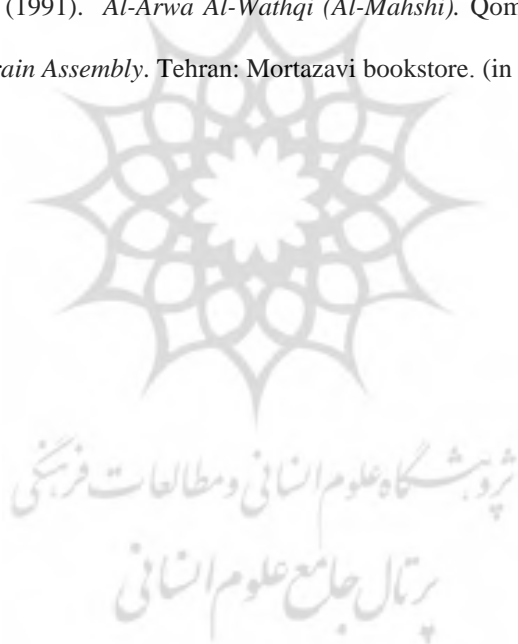 (1991). Al-Arwa Al-Wathqi (Al-Mahshi). Qom
rain Assembly. Tehran: Mortazavi bookstore. (in
پژوهشگاه علوم انسانی و مطالعات فرهنگی
پرتال جامع علوم انسانی